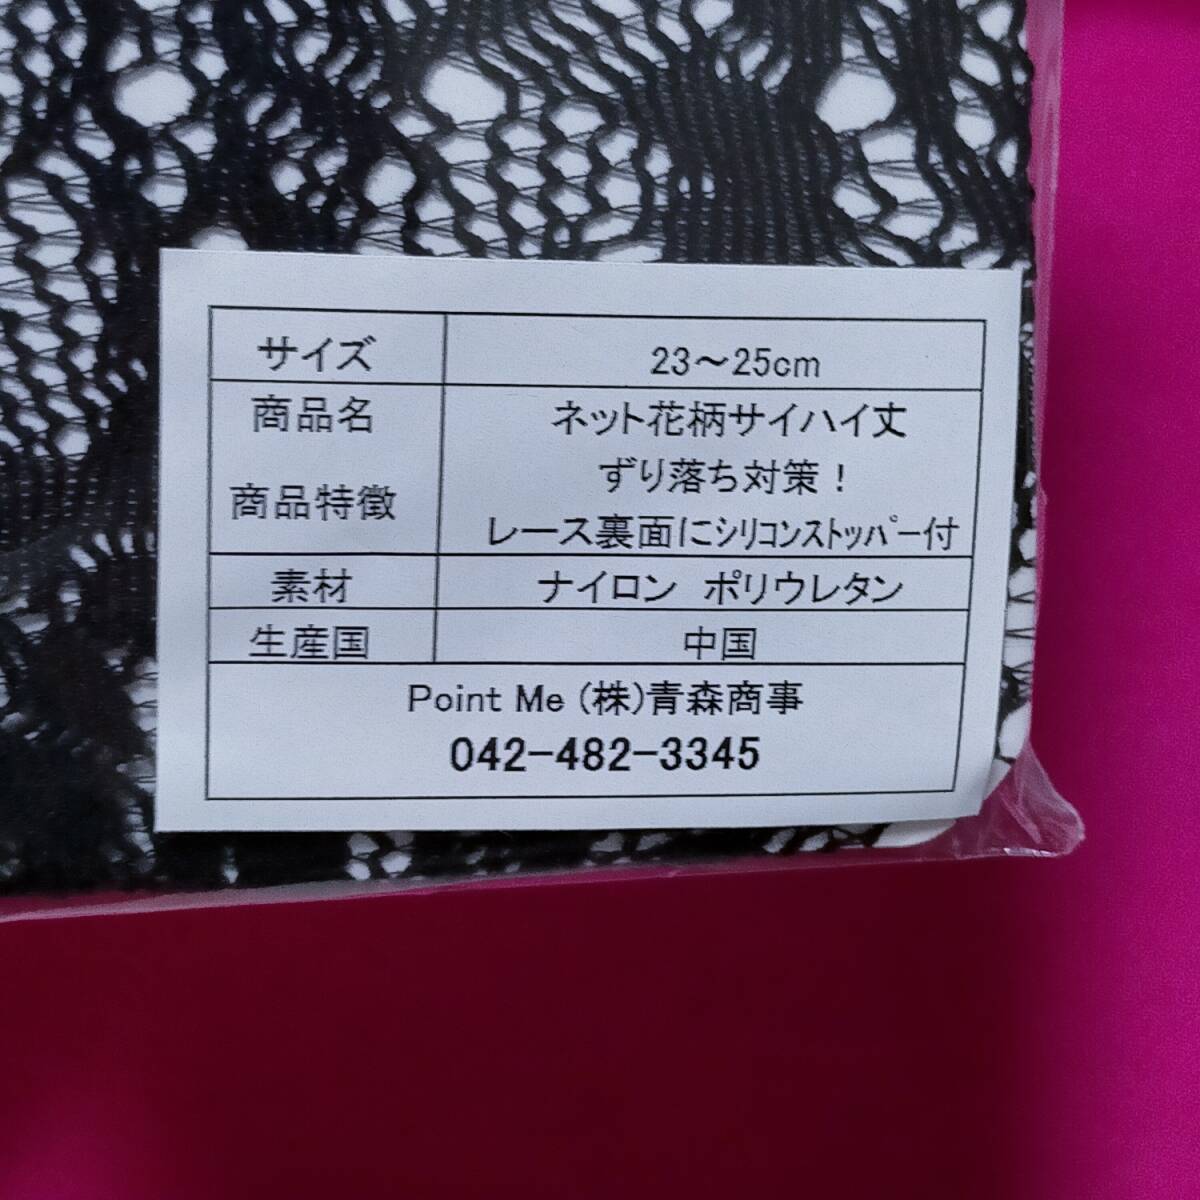 サイズ 23～25cm
商品名 ネット花柄サイハイ丈
商品特徴 ずり落ち対策！
レース裏面にシリコンストッパー付
素材 ナイロン ポリウレタン
生産国 中国
Point Me (株)青森商事
042-482-3345